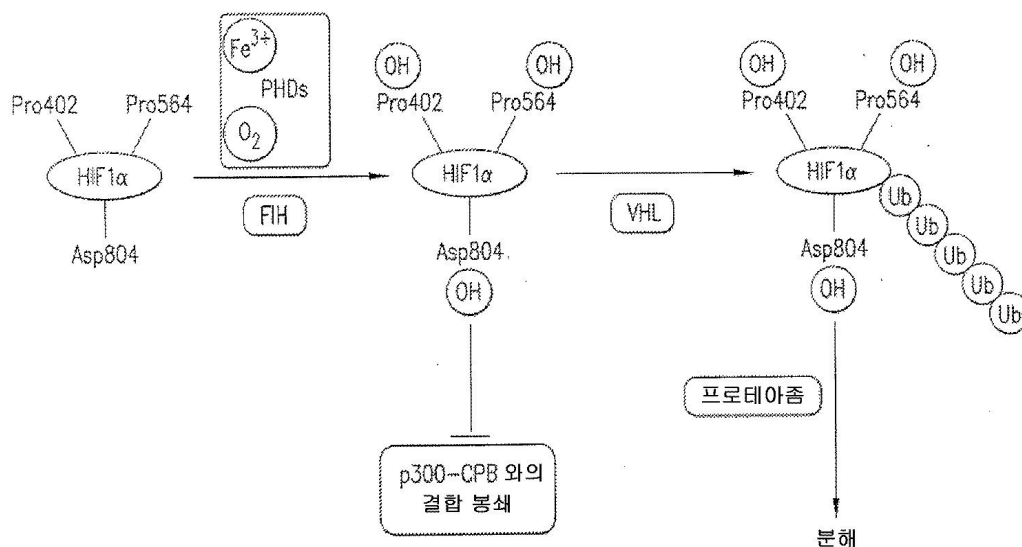 Fe³⁺
PHDs
O₂
Pro402
Pro564
HIF1α
Asp804
FIH
OH
OH
Pro402
Pro564
HIF1α
Asp804
OH
p300-CPB 와의
결합 봉쇄
VHL
OH
OH
Pro402
Pro564
HIF1α
Ub
Ub
Ub
Ub
Ub
Asp804
OH
프로테아좀
분해